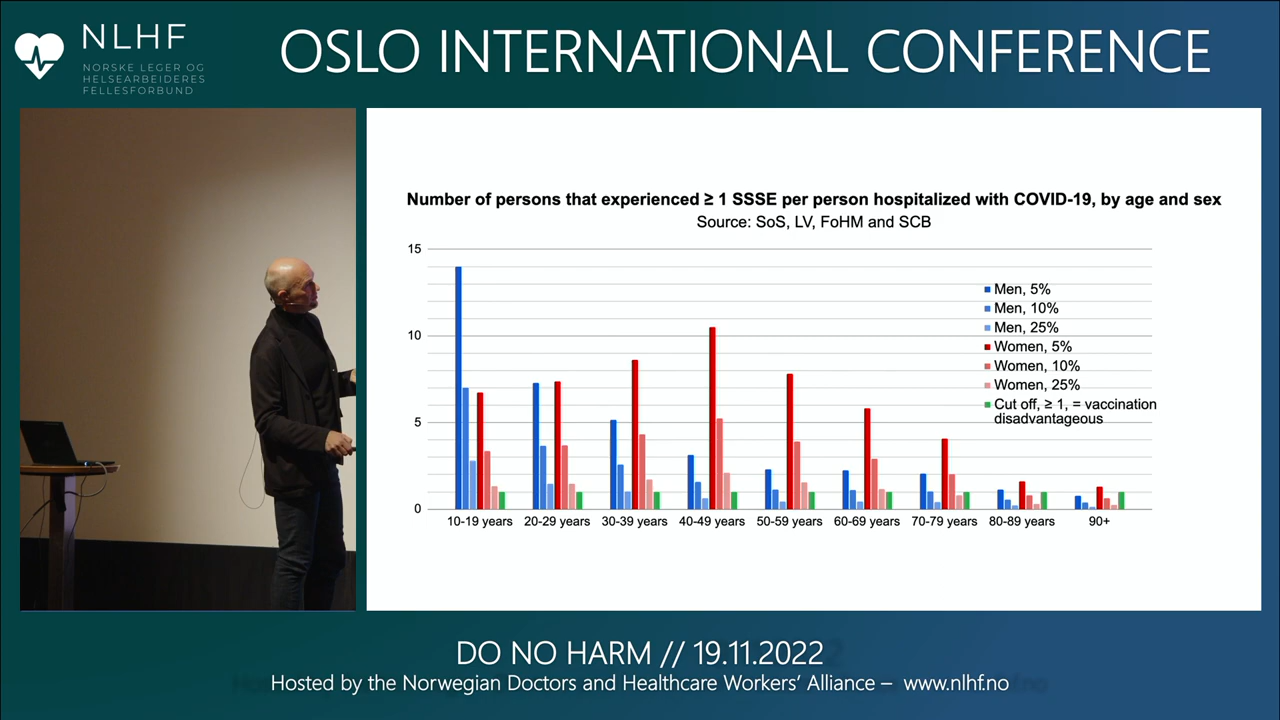 NLHF
NORSKE LEGER OG
HELSEARBEIDERES
FELLESFORBUND
OSLO INTERNATIONAL CONFERENCE
Number of persons that experienced ≥ 1 SSSE per person hospitalized with COVID-19, by age and sex
Source: SoS, LV, FoHM and SCB
15
10
5
0
Men, 5%
Men, 10%
Men, 25%
Women, 5%
Women, 10%
Women, 25%
Cut off, ≥ 1, = vaccination
disadvantageous
10-19 years 20-29 years 30-39 years 40-49 years 50-59 years 60-69 years 70-79 years 80-89 years 90+
DO NO HARM // 19.11.2022
Hosted by the Norwegian Doctors and Healthcare Workers' Alliance – www.nlhf.no